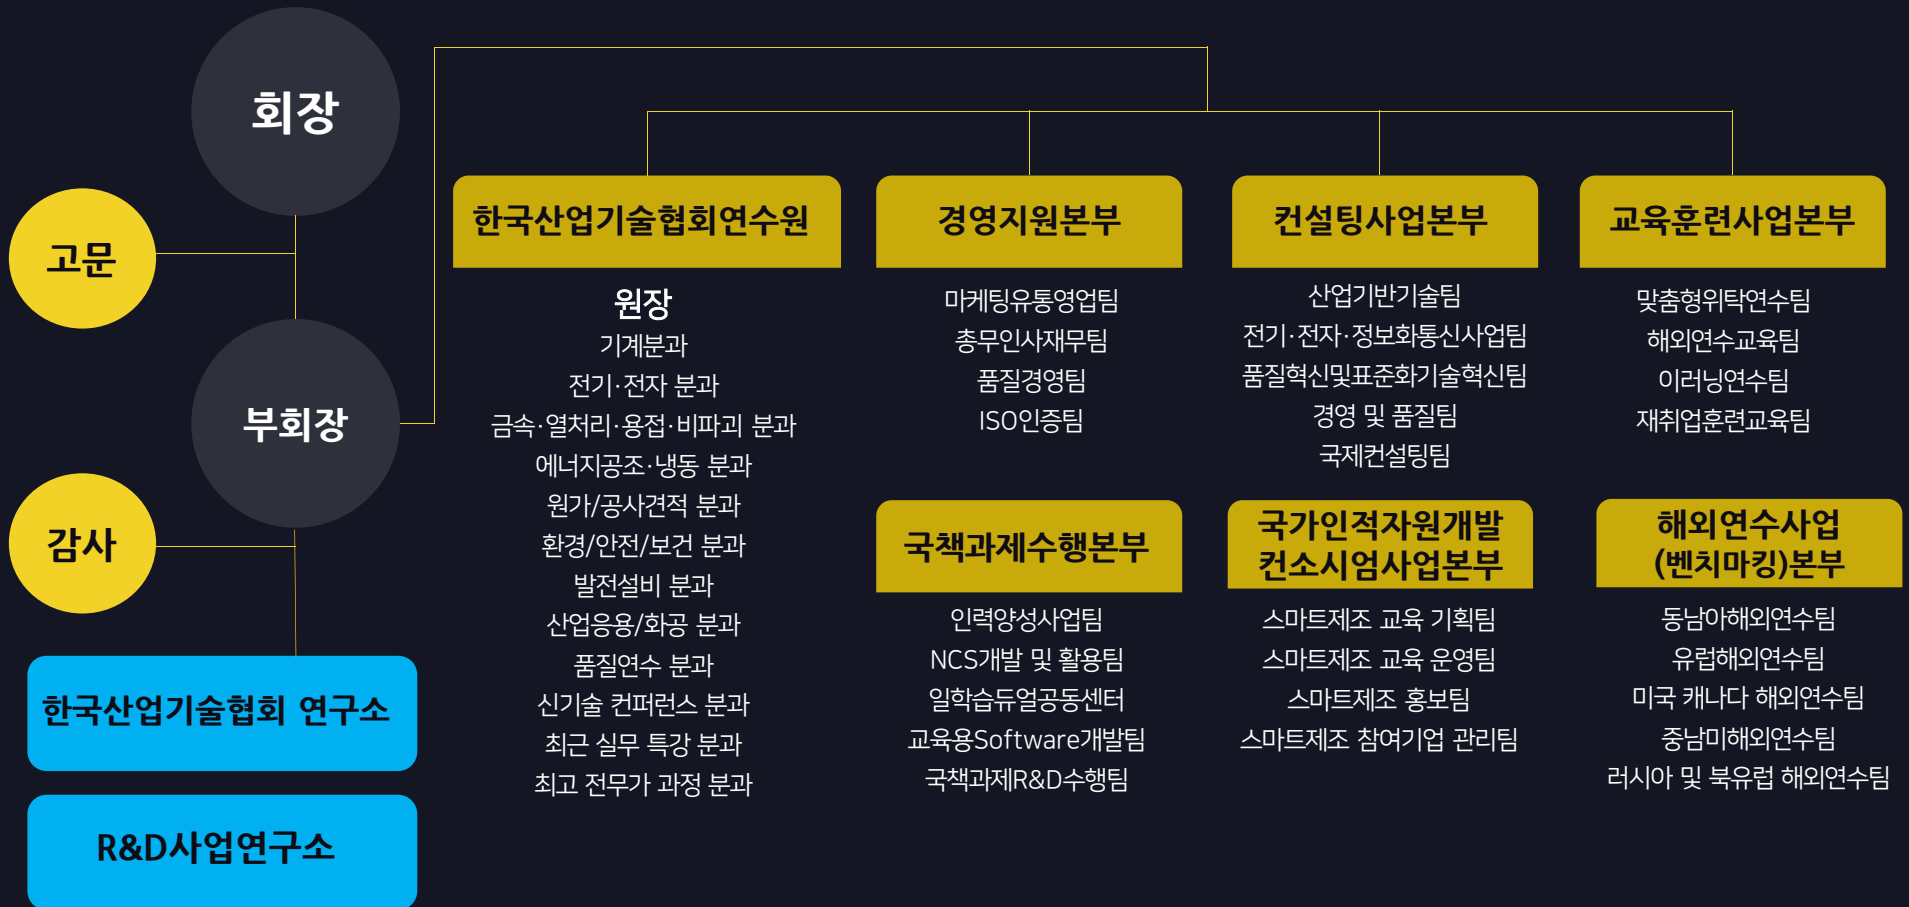 회장
고문
부회장
감사
한국산업기술협회 연구소
R&D사업연구소
한국산업기술협회연수원
원장
기계분과
전기·전자 분과
금속·열처리·용접·비파괴 분과
에너지공조·냉동 분과
원가/공사견적 분과
환경/안전/보건 분과
발전설비 분과
산업응용/화공 분과
품질연수 분과
신기술 컨퍼런스 분과
최근 실무 특강 분과
최고 전무가 과정 분과
경영지원본부
마케팅유통영업팀
총무인사재무팀
품질경영팀
ISO인증팀
컨설팅사업본부
산업기반기술팀
전기·전자·정보화통신사업팀
품질혁신및표준화기술혁신팀
경영 및 품질팀
국제컨설팅팀
교육훈련사업본부
맞춤형위탁연수팀
해외연수교육팀
이러닝연수팀
재취업훈련교육팀
국책과제수행본부
인력양성사업팀
NCS개발 및 활용팀
일학습듀얼공동센터
교육용Software개발팀
국책과제R&D수행팀
국가인적자원개발
컨소시엄사업본부
스마트제조 교육 기획팀
스마트제조 교육 운영팀
스마트제조 홍보팀
스마트제조 참여기업 관리팀
해외연수사업
(벤치마킹)본부
동남아해외연수팀
유럽해외연수팀
미국 캐나다 해외연수팀
중남미해외연수팀
러시아 및 북유럽 해외연수팀